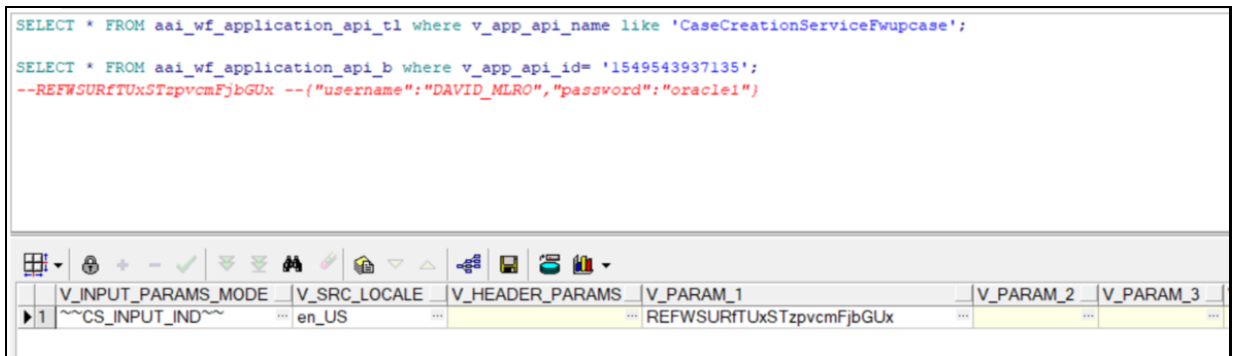 SELECT * FROM aai_wf_application_api_tl where v_app_api_name like 'CaseCreationServiceFwupcase';
SELECT * FROM aai_wf_application_api_b where v_app_api_id= '1549543937135';
--REFWSURfTUxSTzpvcmFjbGUx --{"username":"DAVID_MLRO","password":"oracle1"}
V_INPUT_PARAMS_MODE V_SRC_LOCALE V_HEADER_PARAMS V_PARAM_1 V_PARAM_2 V_PARAM_3
1 ~~CS_INPUT_IND~~ ... en_US ... ... REFWSURfTUxSTzpvcmFjbGUx ... ... ...